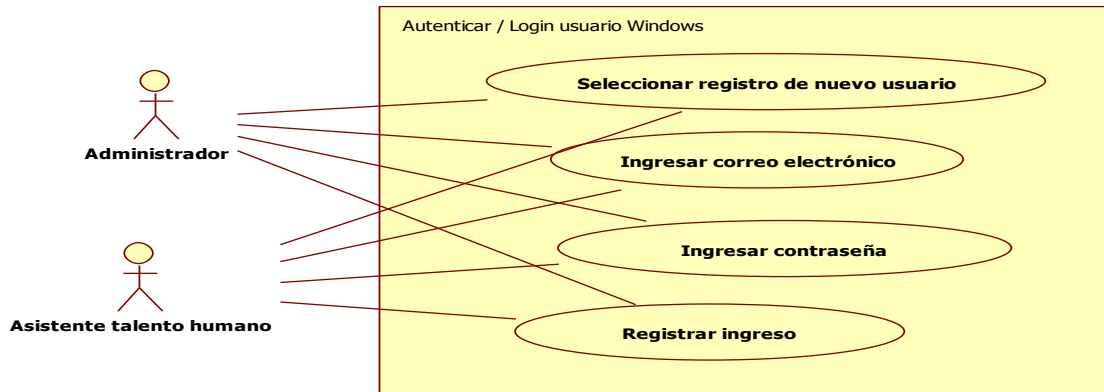 Autenticar / Login usuario Windows
Seleccionar registro de nuevo usuario
Administrador
Ingresar correo electrónico
Ingresar contraseña
Asistente talento humano
Registrar ingreso